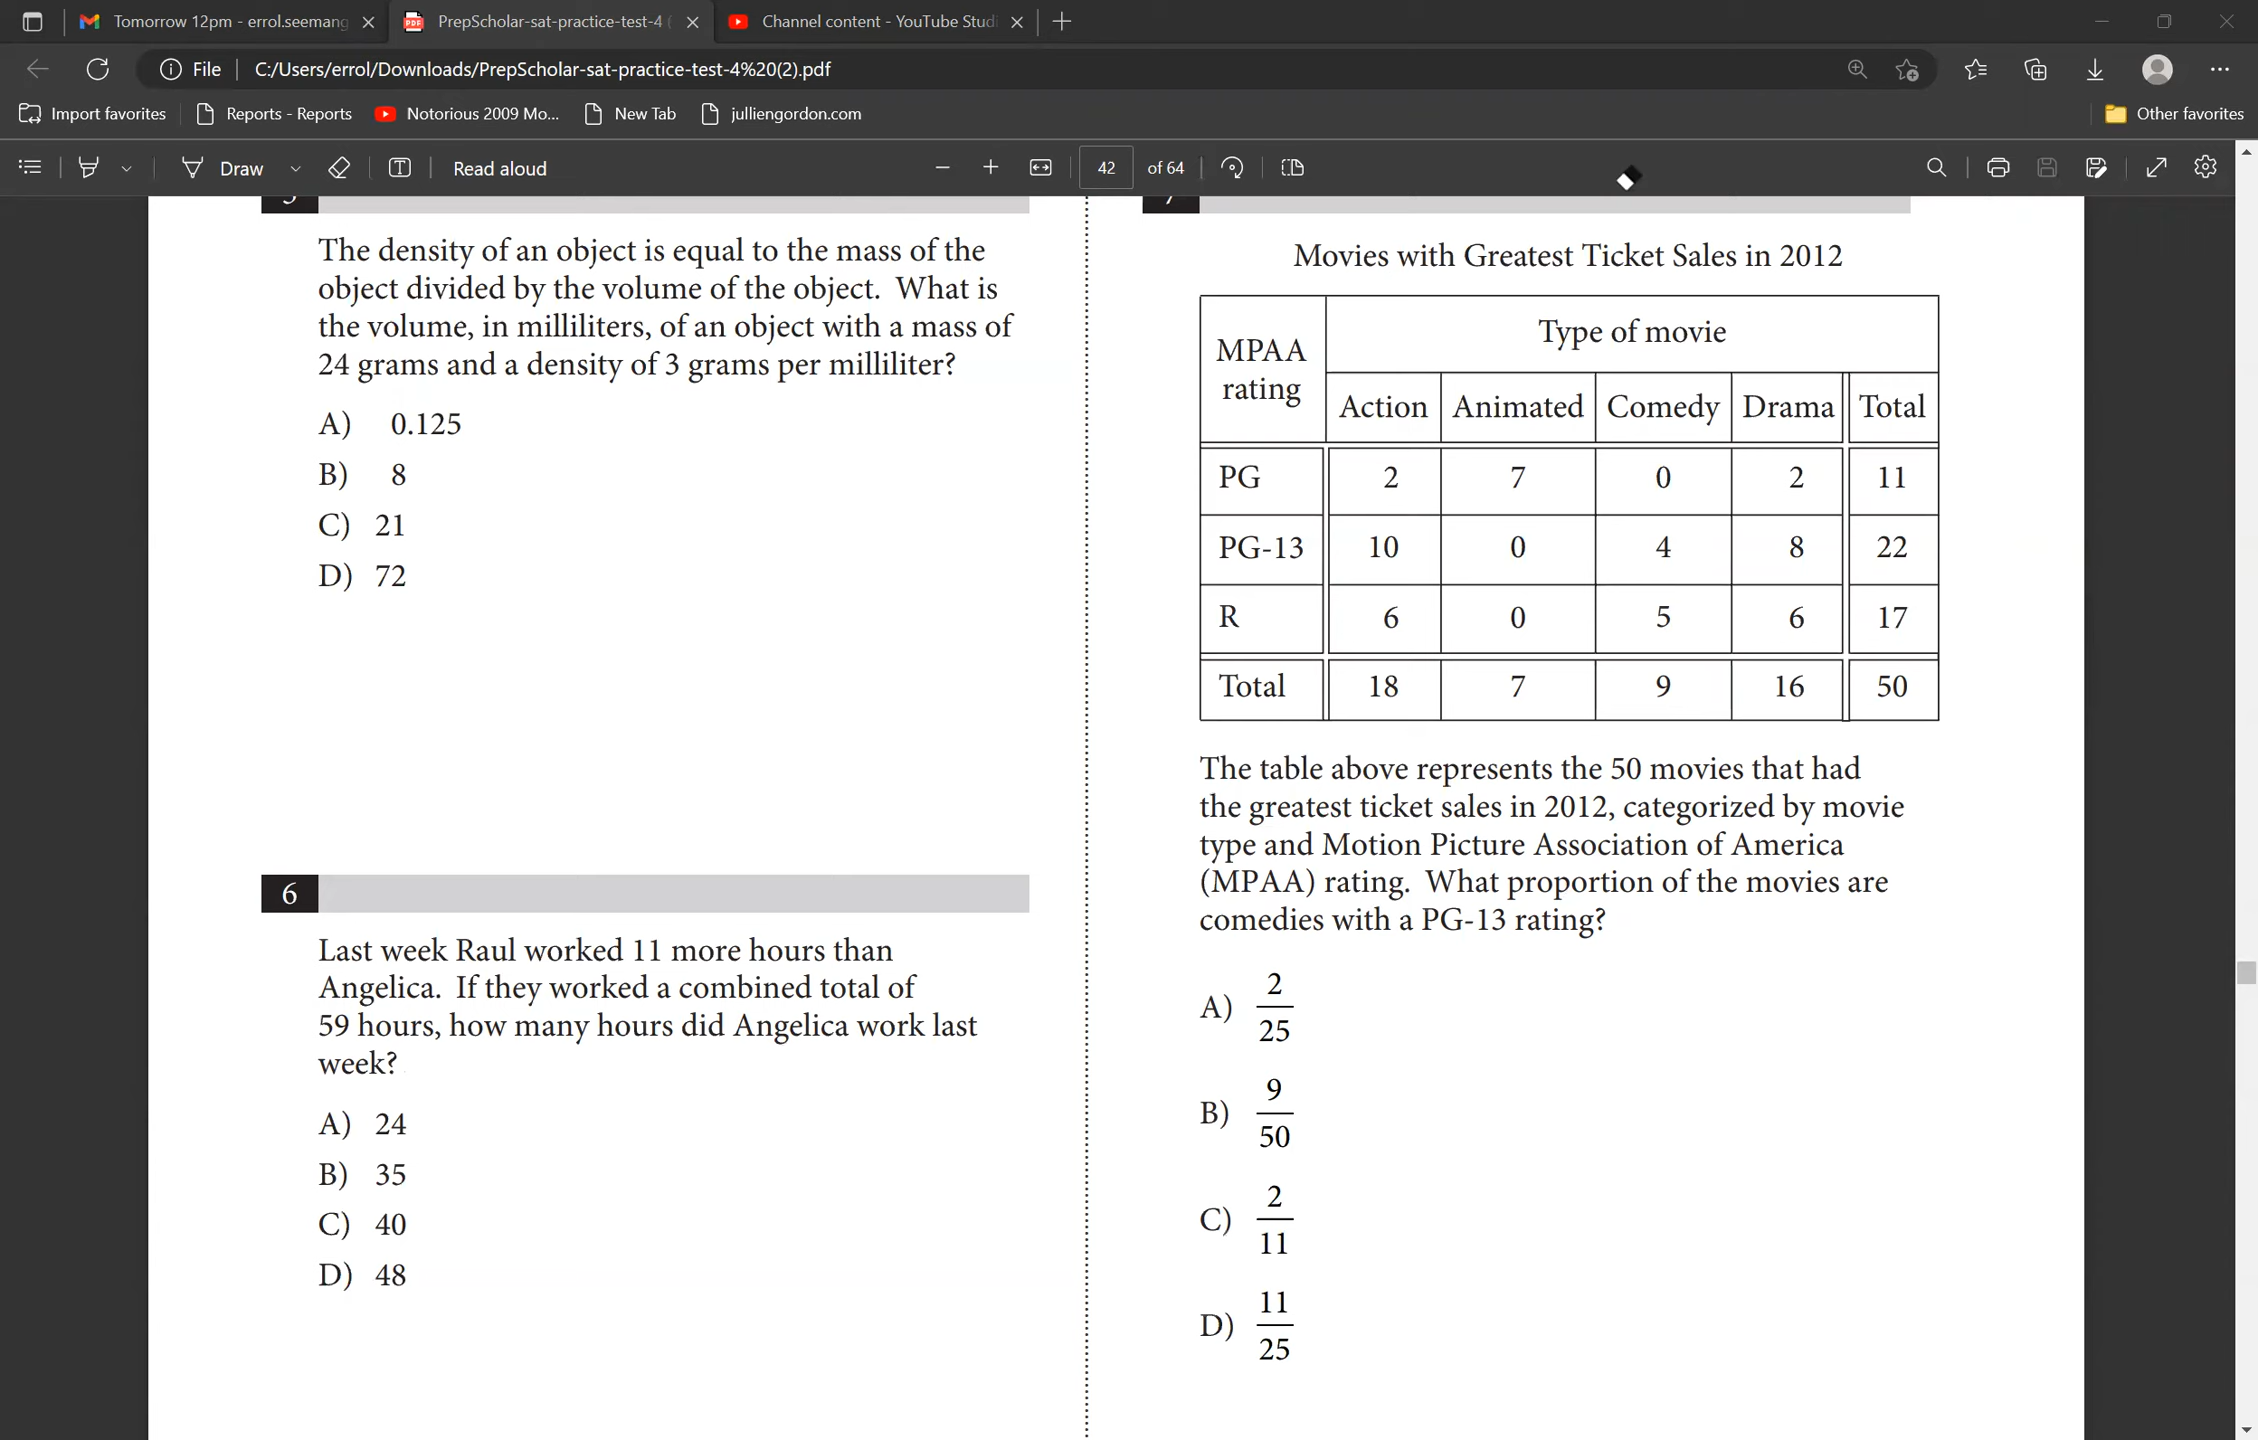 Tomorrow 12pm - errol.seemang
PrepScholar-sat-practice-test-4 (
Channel content - YouTube Studi
File
C:/Users/errol/Downloads/PrepScholar-sat-practice-test-4%20(2).pdf
Import favorites
Reports - Reports
Notorious 2009 Mo...
New Tab
julliengordon.com
Other favorites
Draw
Read aloud
42
of 64
The density of an object is equal to the mass of the
object divided by the volume of the object. What is
the volume, in milliliters, of an object with a mass of
24 grams and a density of 3 grams per milliliter?
A) 0.125
B) 8
C) 21
D) 72
6
Last week Raul worked 11 more hours than
Angelica. If they worked a combined total of
59 hours, how many hours did Angelica work last
week?
A) 24
B) 35
C) 40
D) 48
7
Movies with Greatest Ticket Sales in 2012
MPAA
rating
Type of movie
Action Animated Comedy Drama Total
PG 2 7 0 2 11
PG-13 10 0 4 8 22
R 6 0 5 6 17
Total 18 7 9 16 50
The table above represents the 50 movies that had
the greatest ticket sales in 2012, categorized by movie
type and Motion Picture Association of America
(MPAA) rating. What proportion of the movies are
comedies with a PG-13 rating?
A) 2/25
B) 9/50
C) 2/11
D) 11/25